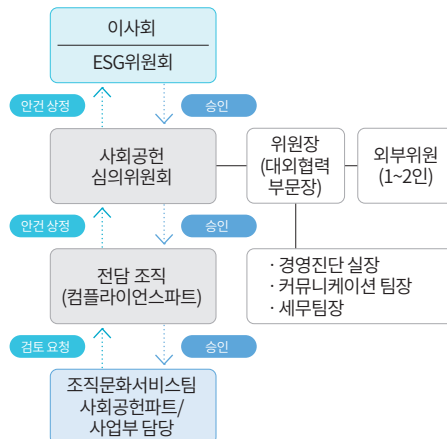 이사회
ESG위원회
안건 상정
승인
사회공헌
심의위원회
위원장
(대외협력
부문장)
외부위원
(1~2인)
안건 상정
승인
전담 조직
(컴플라이언스파트)
· 경영진단 실장
· 커뮤니케이션 팀장
· 세무팀장
검토 요청
승인
조직문화서비스팀
사회공헌파트/
사업부 담당